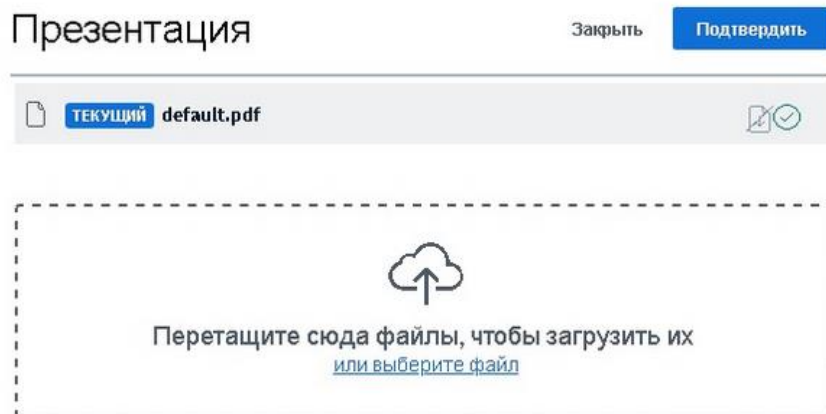 Презентация
Закрыть
Подтвердить
ТЕКУЩИЙ default.pdf
Перетащите сюда файлы, чтобы загрузить их
или выберите файл